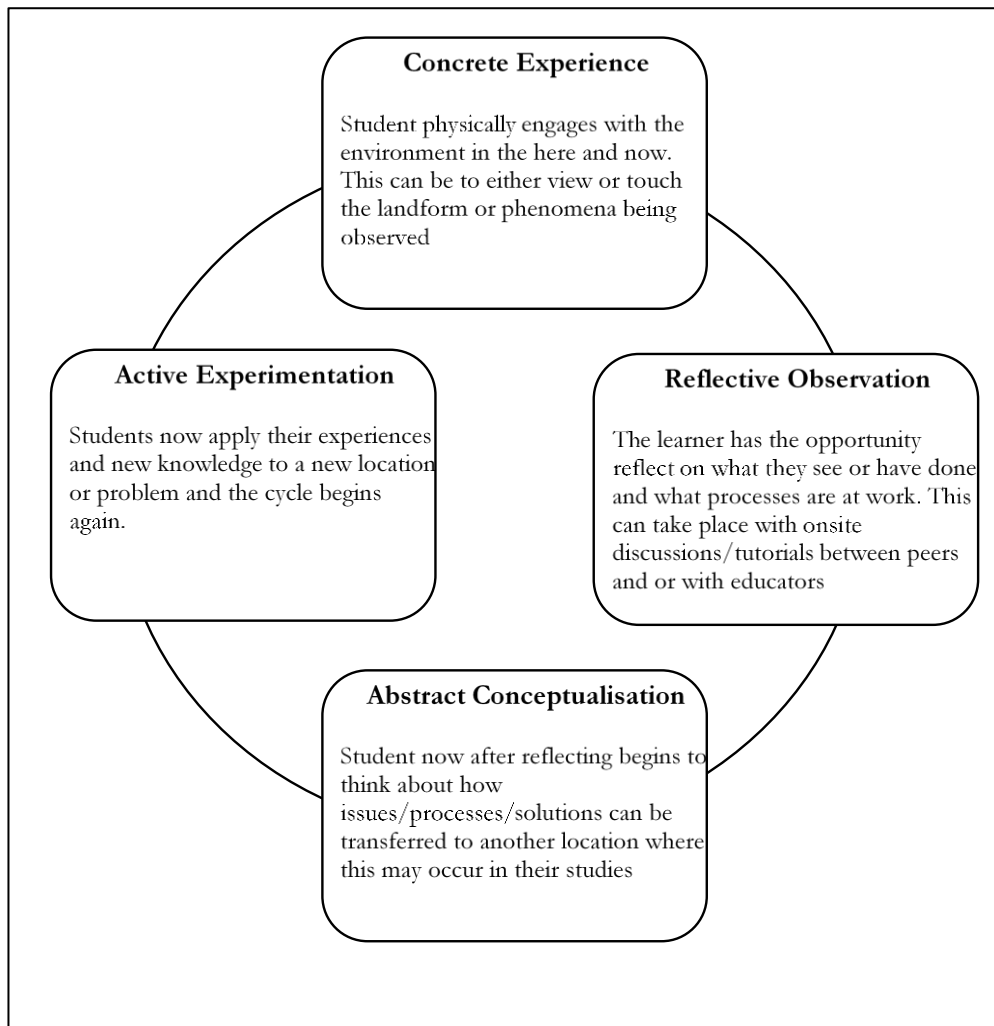 Concrete Experience
Student physically engages with the
environment in the here and now.
This can be to either view or touch
the landform or phenomena being
observed
Reflective Observation
The learner has the opportunity
reflect on what they see or have done
and what processes are at work. This
can take place with onsite
discussions/tutorials between peers
and or with educators
Abstract Conceptualisation
Student now after reflecting begins to
think about how
issues/processes/solutions can be
transferred to another location where
this may occur in their studies
Active Experimentation
Students now apply their experiences
and new knowledge to a new location
or problem and the cycle begins
again.